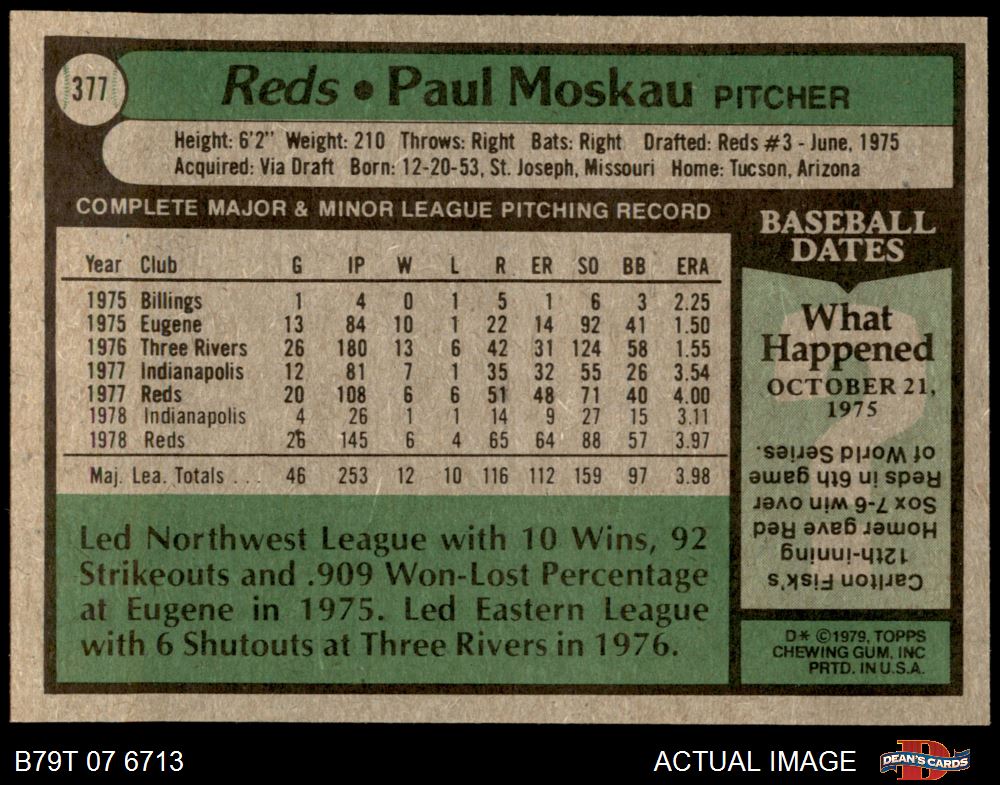 377
Reds • Paul Moskau PITCHER
Height: 6'2" Weight: 210 Throws: Right Bats: Right Drafted: Reds #3 - June, 1975
Acquired: Via Draft Born: 12-20-53, St. Joseph, Missouri Home: Tucson, Arizona
COMPLETE MAJOR & MINOR LEAGUE PITCHING RECORD
Year Club G IP W L R ER SO BB ERA
1975 Billings 1 4 0 1 5 1 6 3 2.25
1975 Eugene 13 84 10 1 22 14 92 41 1.50
1976 Three Rivers 26 180 13 6 42 31 124 58 1.55
1977 Indianapolis 12 81 7 1 35 32 55 26 3.54
1977 Reds 20 108 6 6 51 48 71 40 4.00
1978 Indianapolis 4 26 1 1 14 9 27 15 3.11
1978 Reds 26 145 6 4 65 64 88 57 3.97
Maj. Lea. Totals . . . 46 253 12 10 116 112 159 97 3.98
Led Northwest League with 10 Wins, 92
Strikeouts and .909 Won-Lost Percentage
at Eugene in 1975. Led Eastern League
with 6 Shutouts at Three Rivers in 1976.
BASEBALL
DATES
What
Happened
OCTOBER 21,
1975
Carlton Fisk's
12th-inning
Homer gave Red
Sox 7-6 win over
Reds in 6th game
of World Series.
D* ©1979, TOPPS
CHEWING GUM, INC
PRTD. IN U.S.A.
B79T 07 6713
ACTUAL IMAGE
D
DEAN'S CARDS